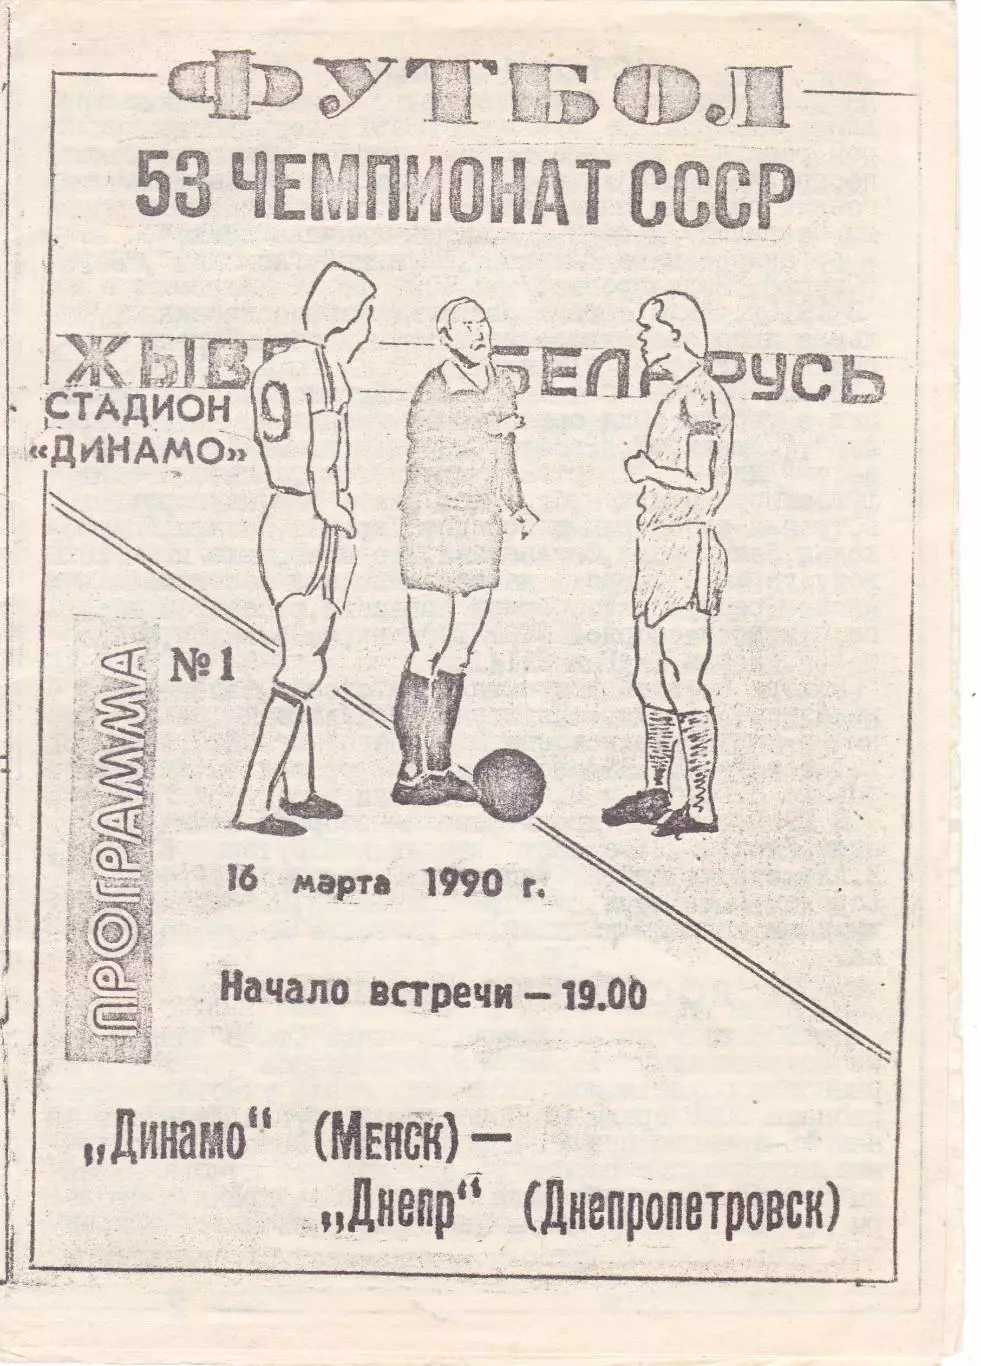 ФУТБОЛ
53 ЧЕМПИОНАТ СССР
ЖЫВЕ БЕЛАРУСЬ
СТАДИОН
«ДИНАМО»
9
№1
ПРОГРАММА
16 марта 1990 г.
Начало встречи – 19.00
„Динамо“ (Менск) –
„Днепр“ (Днепропетровск)